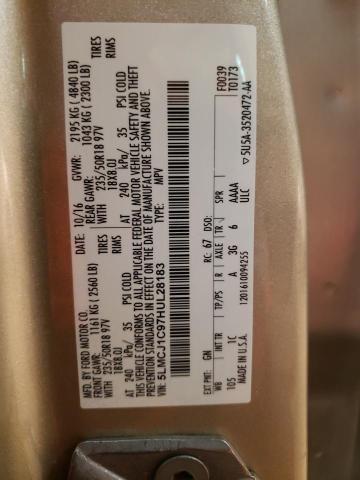 MFD. BY FORD MOTOR CO. 10/16 GVWR: 2195 KG ( 4840 LB)
FRONT GAWR: 1161 KG ( 2560 LB) REAR GAWR: 1043 KG ( 2300 LB)
WITH 235/50R18 97V TIRES WITH 235/50R18 97V TIRES
18X8.0J RIMS 18X8.0J RIMS
AT 240 kPa/ 35 PSI COLD AT 240 kPa/ 35 PSI COLD
THIS VEHICLE CONFORMS TO ALL APPLICABLE FEDERAL MOTOR VEHICLE SAFETY AND THEFT
PREVENTION STANDARDS IN EFFECT ON THE DATE OF MANUFACTURE SHOWN ABOVE.
VIN: 5LMCJ1C97HUL28183 TYPE: MPV
F0039
T0173
EXT PNT: GN RC: 67 DSO:
WB INT TR TP/PS R AXLE TR SPR
105 1C A 3G 6 AAAA
MADE IN U.S.A. ULC
1201610094255
▽5U5A-3520472-AA